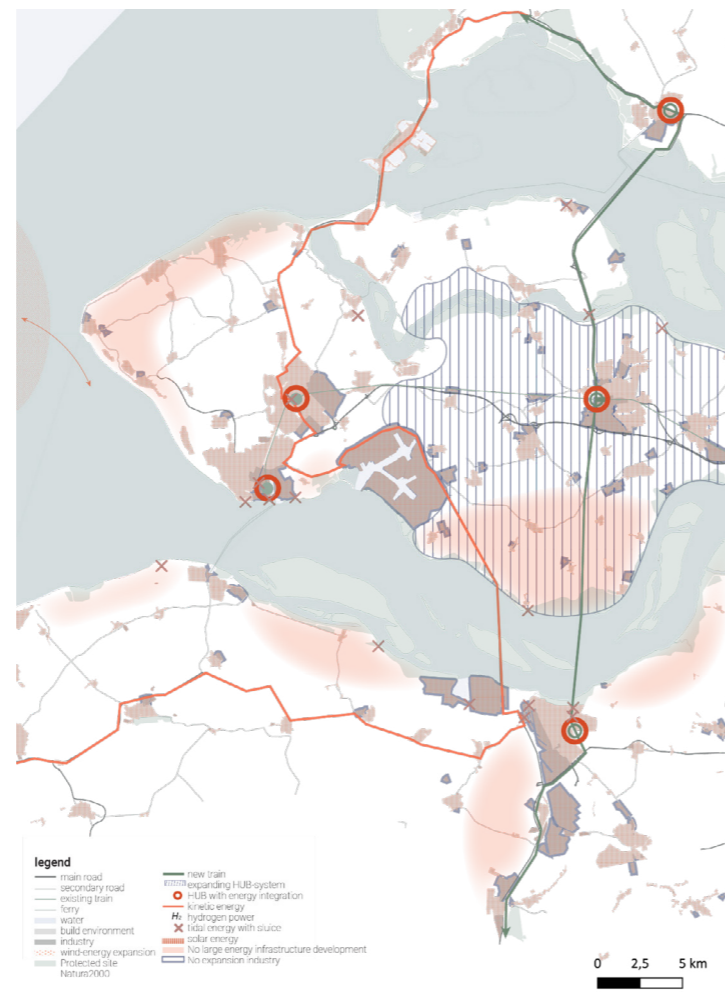 legend
main road
secondary road
existing train
ferry
water
build environment
industry
wind-energy expansion
Protected site
Natura2000
new train
expanding HUB-system
HUB with energy integration
kinetic energy
H₂ hydrogen power
tidal energy with sluice
solar energy
No large energy infrastructure development
No expansion industry
0 2,5 5 km